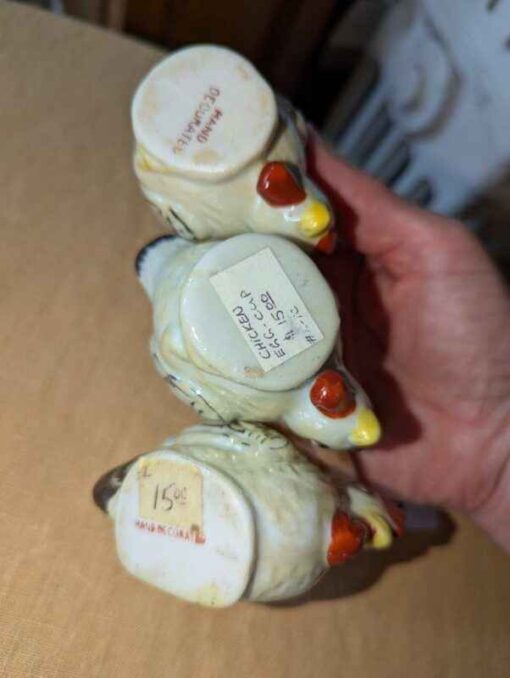 HAND
DECORATED
CHICKEN
EGG-CUP
$ 15.00
15.00
HAND DECORATED